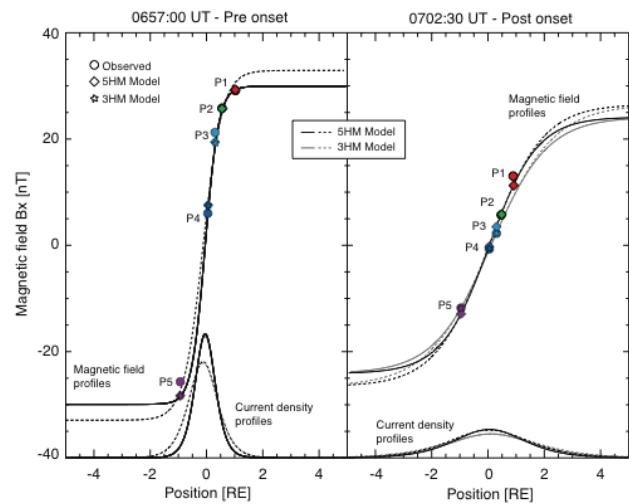 0657:00 UT - Pre onset
0702:30 UT - Post onset
Magnetic field Bx [nT]
40
20
0
-20
-40
Observed
5HM Model
3HM Model
P1
P2
P3
P4
P5
Magnetic field
profiles
Current density
profiles
-4 -2 0 2 4
Position [RE]
5HM Model
3HM Model
Magnetic field
profiles
P1
P2
P3
P4
P5
Current density
profiles
-4 -2 0 2 4
Position [RE]